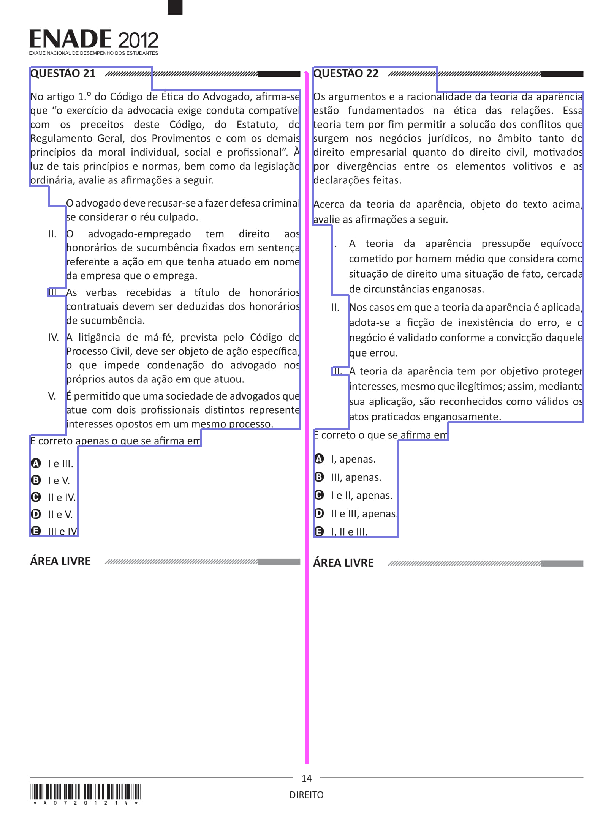 ENADE 2012
EXAME NACIONAL DE DESEMPENHO DOS ESTUDANTES
QUESTÃO 21
No artigo 1.º do Código de Ética do Advogado, afirma-se
que “o exercício da advocacia exige conduta compatível
com os preceitos deste Código, do Estatuto, do
Regulamento Geral, dos Provimentos e com os demais
princípios da moral individual, social e profissional”. À
luz de tais princípios e normas, bem como da legislação
ordinária, avalie as afirmações a seguir.
O advogado deve recusar-se a fazer defesa criminal
se considerar o réu culpado.
II. O advogado-empregado tem direito aos
honorários de sucumbência fixados em sentença
referente a ação em que tenha atuado em nome
da empresa que o emprega.
III. As verbas recebidas a título de honorários
contratuais devem ser deduzidas dos honorários
de sucumbência.
IV. A litigância de má-fé, prevista pelo Código de
Processo Civil, deve ser objeto de ação específica,
o que impede condenação do advogado nos
próprios autos da ação em que atuou.
V. É permitido que uma sociedade de advogados que
atue com dois profissionais distintos represente
interesses opostos em um mesmo processo.
É correto apenas o que se afirma em
A I e III.
B I e V.
C II e IV.
D II e V.
E III e IV
ÁREA LIVRE
QUESTÃO 22
Os argumentos e a racionalidade da teoria da aparência
estão fundamentados na ética das relações. Essa
teoria tem por fim permitir a solução dos conflitos que
surgem nos negócios jurídicos, no âmbito tanto do
direito empresarial quanto do direito civil, motivados
por divergências entre os elementos volitivos e as
declarações feitas.
Acerca da teoria da aparência, objeto do texto acima,
avalie as afirmações a seguir.
I. A teoria da aparência pressupõe equívoco
cometido por homem médio que considera como
situação de direito uma situação de fato, cercada
de circunstâncias enganosas.
II. Nos casos em que a teoria da aparência é aplicada,
adota-se a ficção de inexistência do erro, e o
negócio é validado conforme a convicção daquele
que errou.
III. A teoria da aparência tem por objetivo proteger
interesses, mesmo que ilegítimos; assim, mediante
sua aplicação, são reconhecidos como válidos os
atos praticados enganosamente.
É correto o que se afirma em
A I, apenas.
B III, apenas.
C I e II, apenas.
D II e III, apenas.
E I, II e III.
ÁREA LIVRE
14
DIREITO
*A0720121 4*